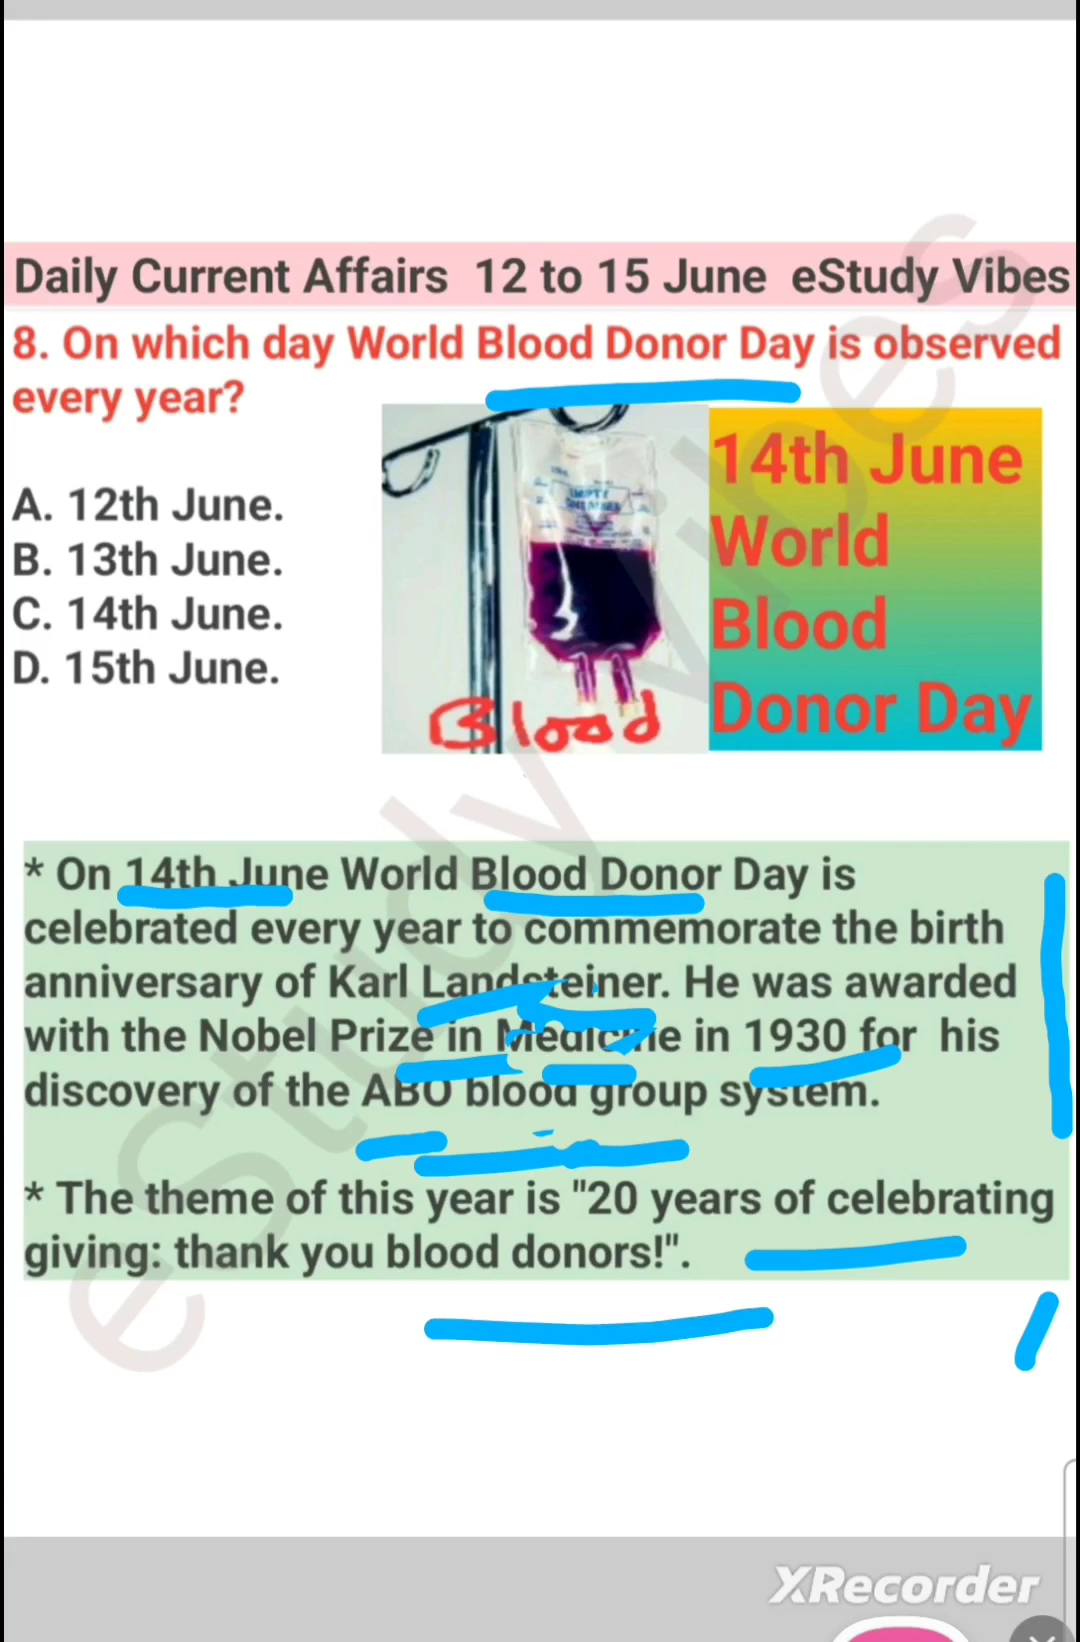 Daily Current Affairs 12 to 15 June eStudy Vibes
8. On which day World Blood Donor Day is observed
every year?
A. 12th June.
B. 13th June.
C. 14th June.
D. 15th June.
EMPTY
Blood
14th June
World
Blood
Donor Day
* On 14th June World Blood Donor Day is
celebrated every year to commemorate the birth
anniversary of Karl Landsteiner. He was awarded
with the Nobel Prize in Medicine in 1930 for his
discovery of the ABO blood group system.
* The theme of this year is "20 years of celebrating
giving: thank you blood donors!".
eStudy Vibes
XRecorder